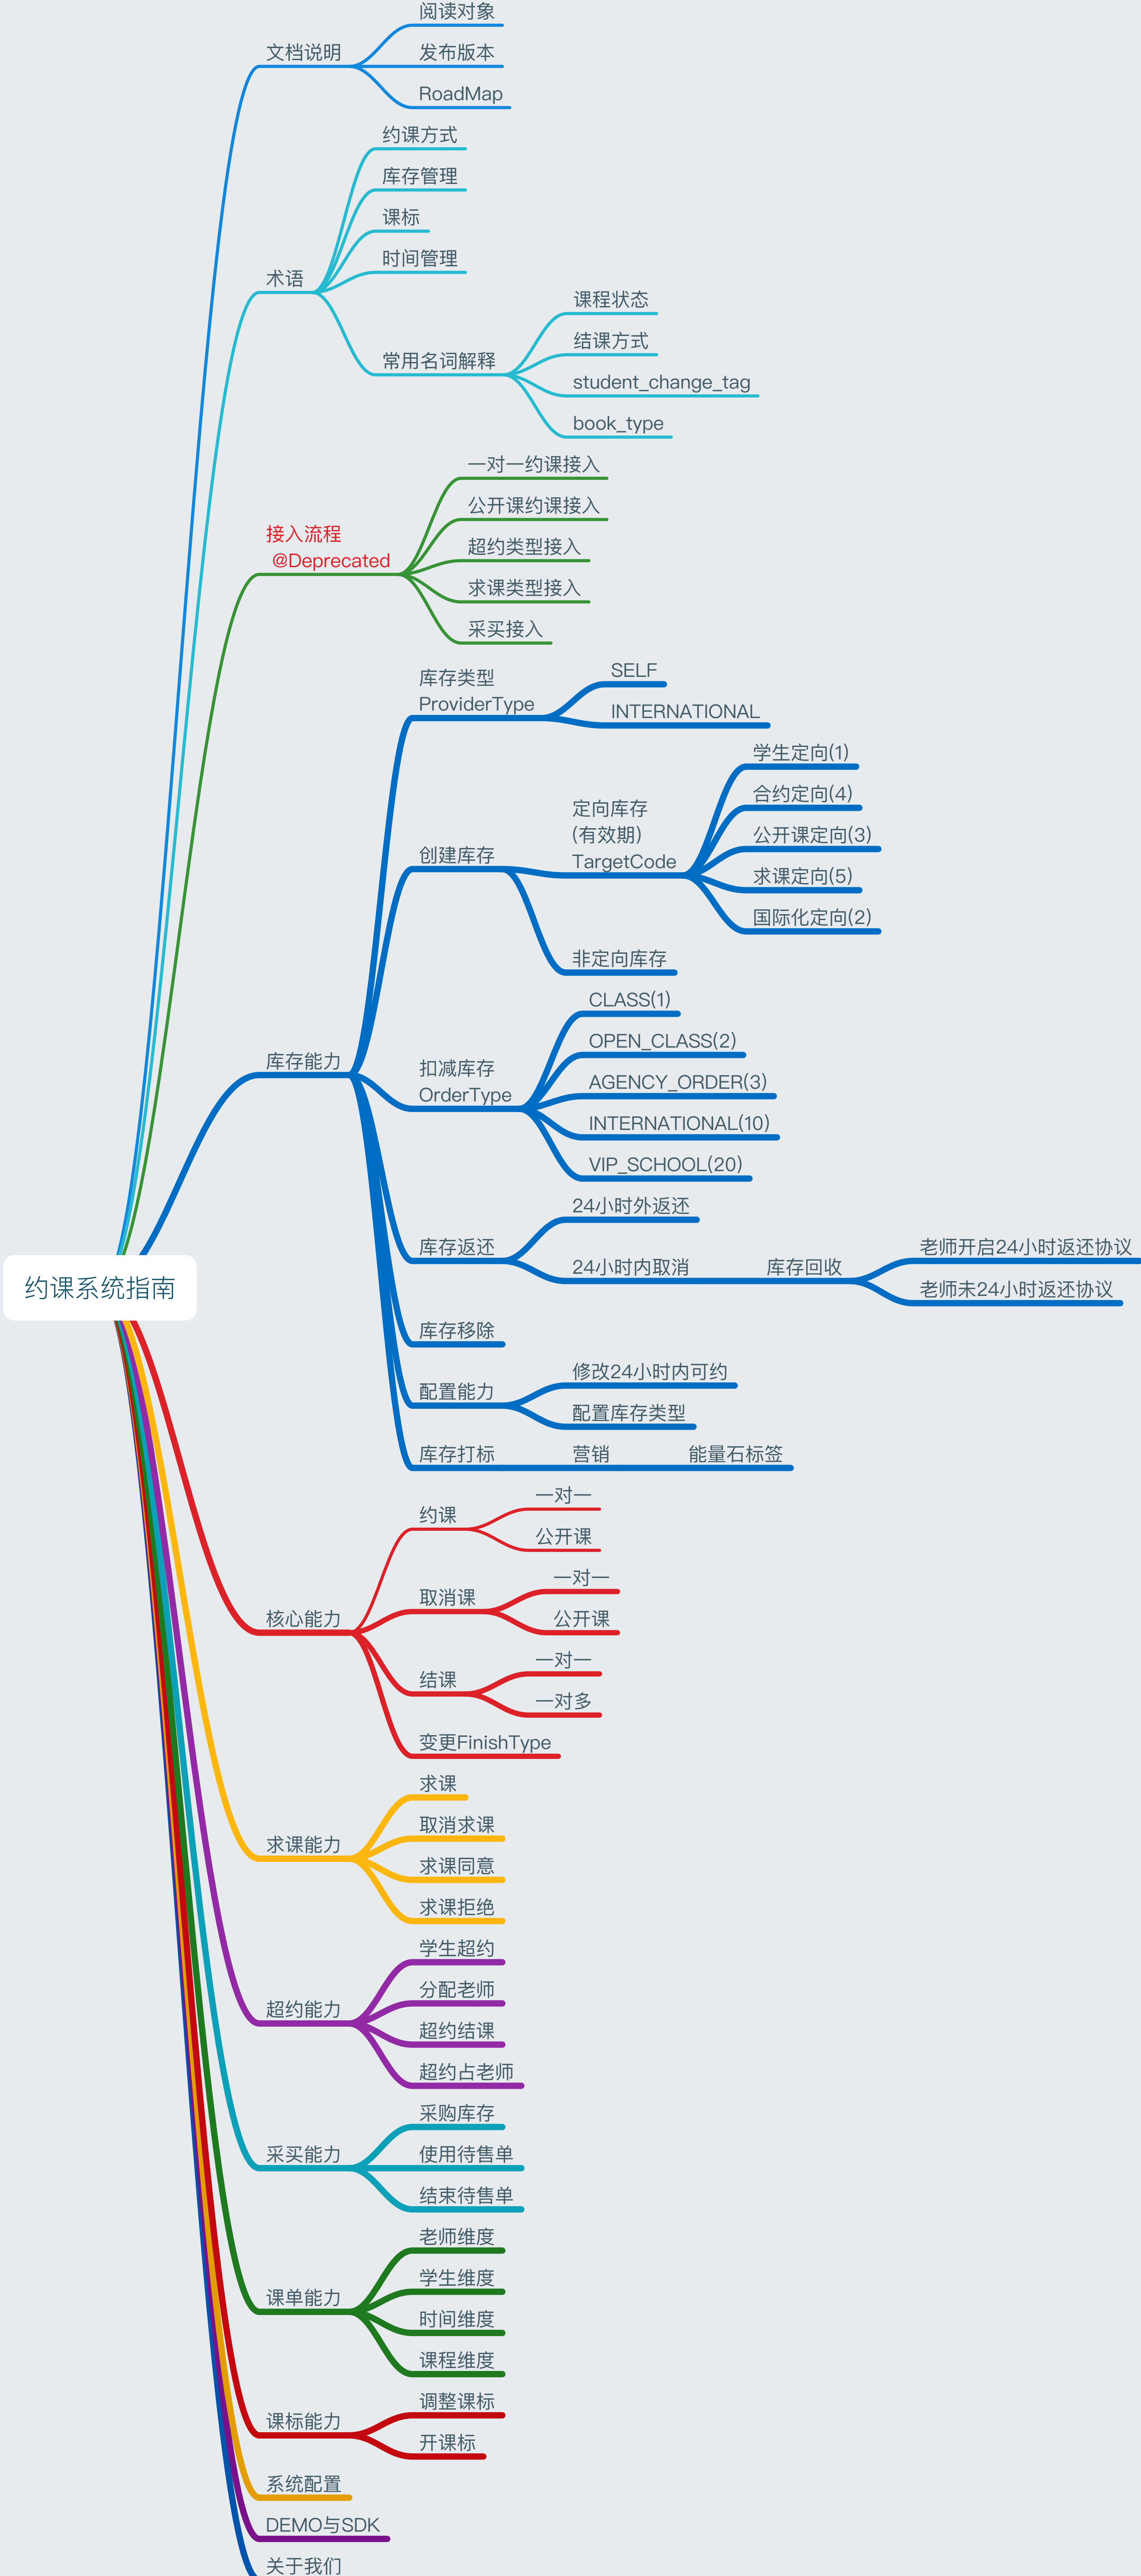 约课系统指南
文档说明
阅读对象
发布版本
RoadMap
术语
约课方式
库存管理
课标
时间管理
常用名词解释
课程状态
结课方式
student_change_tag
book_type
接入流程
@Deprecated
一对一约课接入
公开课约课接入
超约类型接入
求课类型接入
采买接入
库存能力
库存类型
ProviderType
SELF
INTERNATIONAL
创建库存
定向库存
(有效期)
TargetCode
学生定向(1)
合约定向(4)
公开课定向(3)
求课定向(5)
国际化定向(2)
非定向库存
扣减库存
OrderType
CLASS(1)
OPEN_CLASS(2)
AGENCY_ORDER(3)
INTERNATIONAL(10)
VIP_SCHOOL(20)
库存返还
24小时外返还
24小时内取消
库存回收
老师开启24小时返还协议
老师未24小时返还协议
库存移除
配置能力
修改24小时内可约
配置库存类型
库存打标
营销
能量石标签
核心能力
约课
一对一
公开课
取消课
一对一
公开课
结课
一对一
一对多
变更FinishType
求课能力
求课
取消求课
求课同意
求课拒绝
超约能力
学生超约
分配老师
超约结课
超约占老师
采买能力
采购库存
使用待售单
结束待售单
课单能力
老师维度
学生维度
时间维度
课程维度
课标能力
调整课标
开课标
系统配置
DEMO与SDK
关于我们